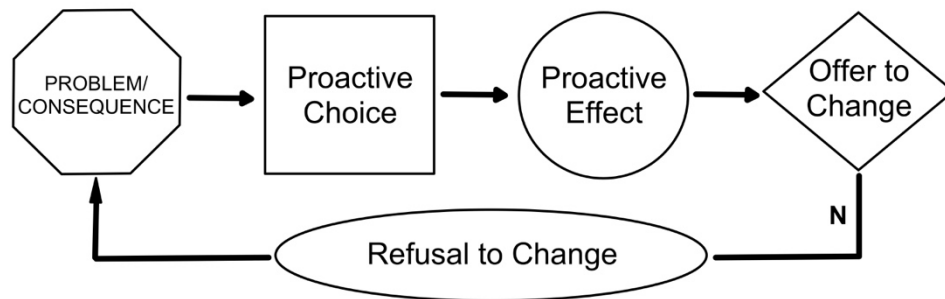 PROBLEM/
CONSEQUENCE
Proactive
Choice
Proactive
Effect
Offer to
Change
N
Refusal to Change